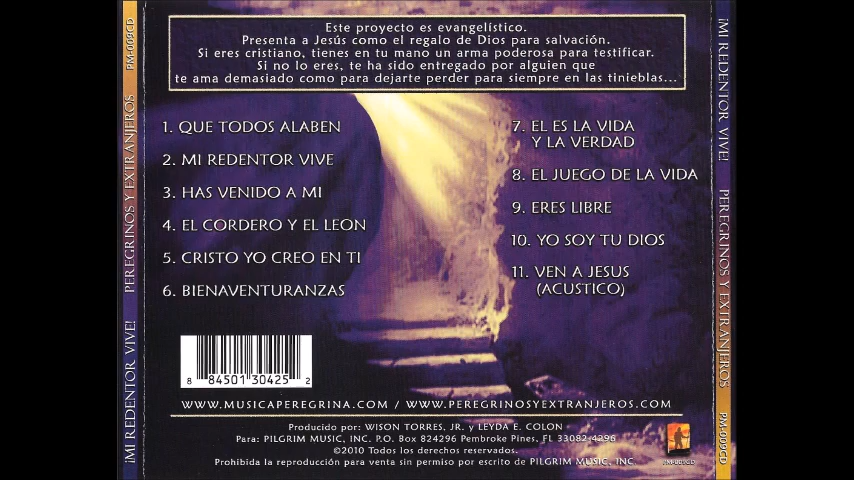 Este proyecto es evangelístico.
Presenta a Jesús como el regalo de Dios para salvación.
Si eres cristiano, tienes en tu mano un arma poderosa para testificar.
Si no lo eres, te ha sido entregado por alguien que
te ama demasiado como para dejarte perder para siempre en las tinieblas...
1. QUE TODOS ALABEN
2. MI REDENTOR VIVE
3. HAS VENIDO A MI
4. EL CORDERO Y EL LEON
5. CRISTO YO CREO EN TI
6. BIENAVENTURANZAS
7. EL ES LA VIDA
Y LA VERDAD
8. EL JUEGO DE LA VIDA
9. ERES LIBRE
10. YO SOY TU DIOS
11. VEN A JESUS
(ACUSTICO)
8 84501 30425 2
WWW.MUSICAPEREGRINA.COM / WWW.PEREGRINOSYEXTRANJEROS.COM
Producido por: WISON TORRES, JR. y LEYDA E. COLON
Para: PILGRIM MUSIC, INC. P.O. Box 824296 Pembroke Pines, FL 33082-4296
©2010 Todos los derechos reservados.
Prohibida la reproducción para venta sin permiso por escrito de PILGRIM MUSIC, INC
PM-009CD
¡MI REDENTOR VIVE! PEREGRINOS Y EXTRANJEROS PM-009CD
¡MI REDENTOR VIVE! PEREGRINOS Y EXTRANJEROS PM-009CD